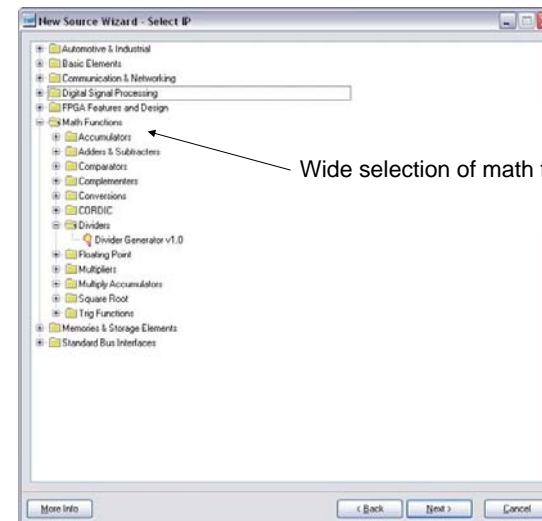 New Source Wizard - Select IP
Automotive & Industrial
Basic Elements
Communication & Networking
Digital Signal Processing
FPGA Features and Design
Math Functions
Accumulators
Adders & Subtracters
Comparators
Complementers
Conversions
CORDIC
Dividers
Divider Generator v1.0
Floating Point
Multipliers
Multiply Accumulators
Square Root
Trig Functions
Memories & Storage Elements
Standard Bus Interfaces
Wide selection of math f
More Info
< Back
Next >
Cancel